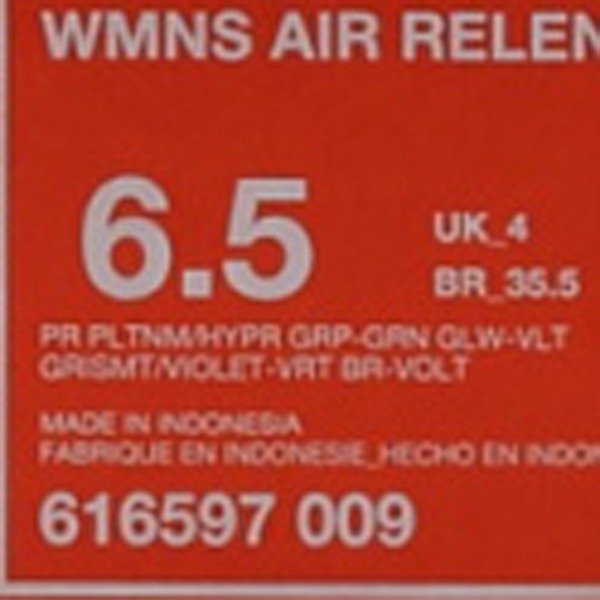 WMNS AIR RELEN
6.5
UK_4
BR_35.5
PR PLTNM/HYPR GRP-GRN GLW-VLT
GRISMT/VIOLET-VRT BR-VOLT
MADE IN INDONESIA
FABRIQUE EN INDONESIE_HECHO EN INDON
616597 009